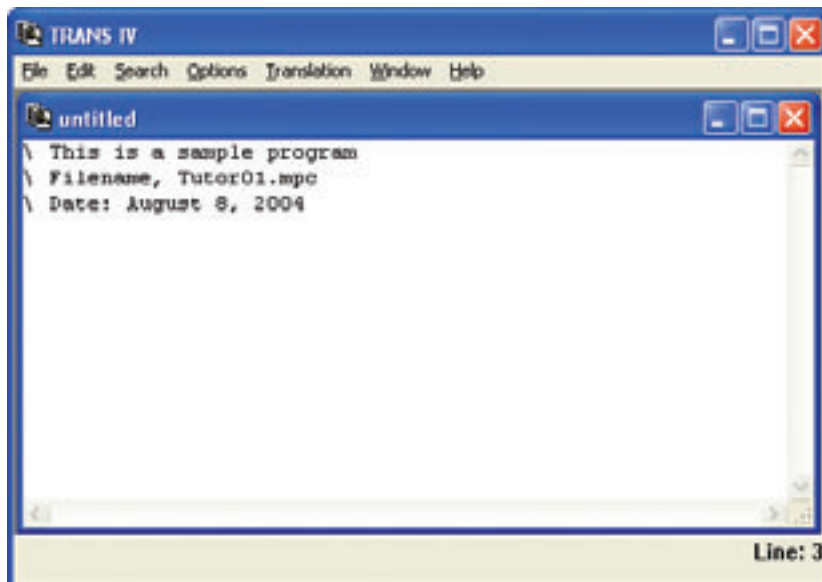 TRANS IV
File Edit Search Options Translation Window Help
untitled
\ This is a sample program
\ Filename, Tutor01.mpc
\ Date: August 8, 2004
Line: 3